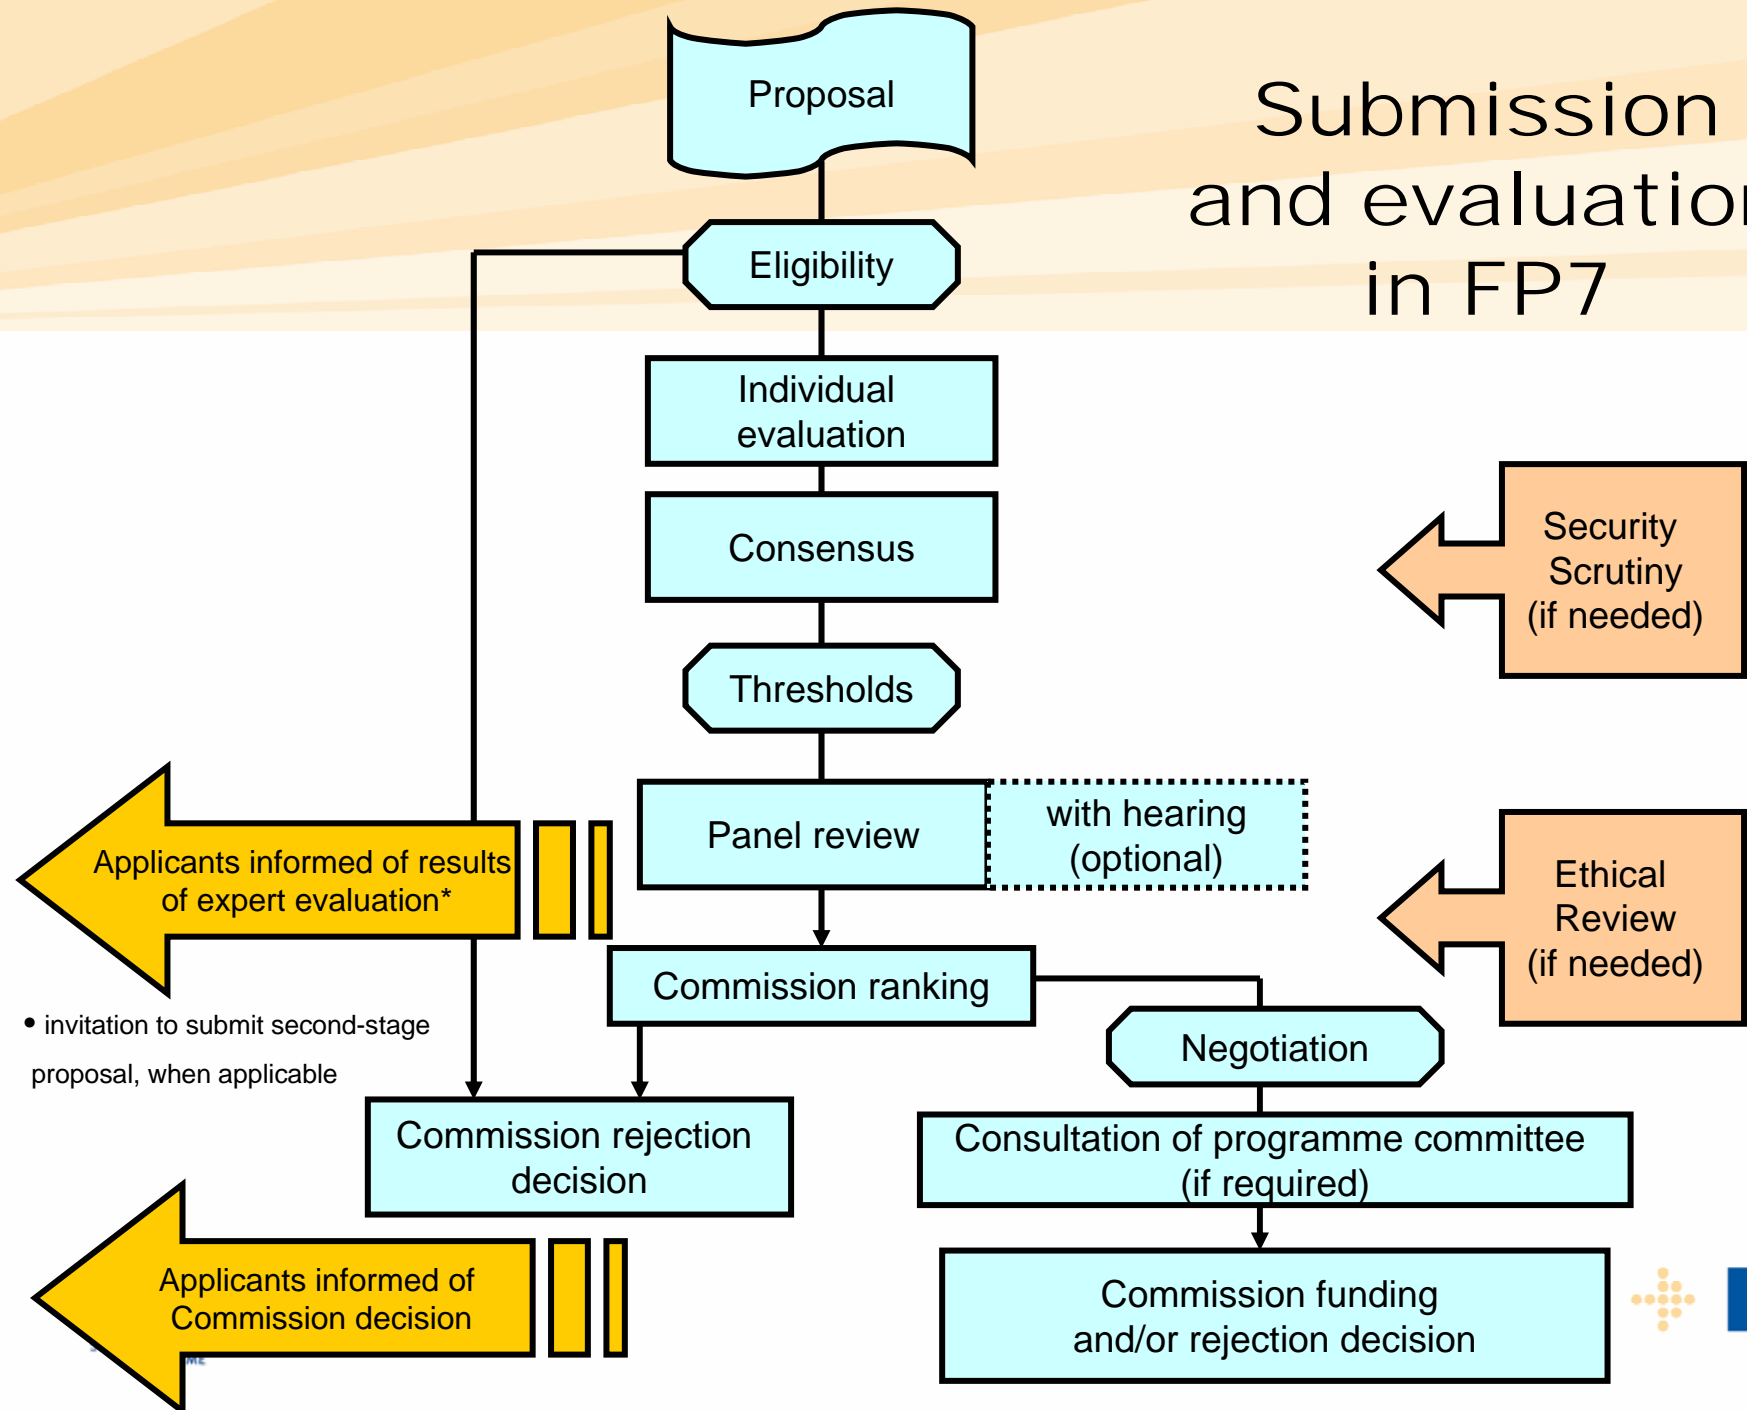 Proposal
Submission
and evaluation
in FP7
Eligibility
Individual
evaluation
Consensus
Security
Scrutiny
(if needed)
Thresholds
Panel review
with hearing
(optional)
Applicants informed of results
of expert evaluation*
Ethical
Review
(if needed)
Commission ranking
• invitation to submit second-stage
proposal, when applicable
Negotiation
Commission rejection
decision
Consultation of programme committee
(if required)
Applicants informed of
Commission decision
Commission funding
and/or rejection decision